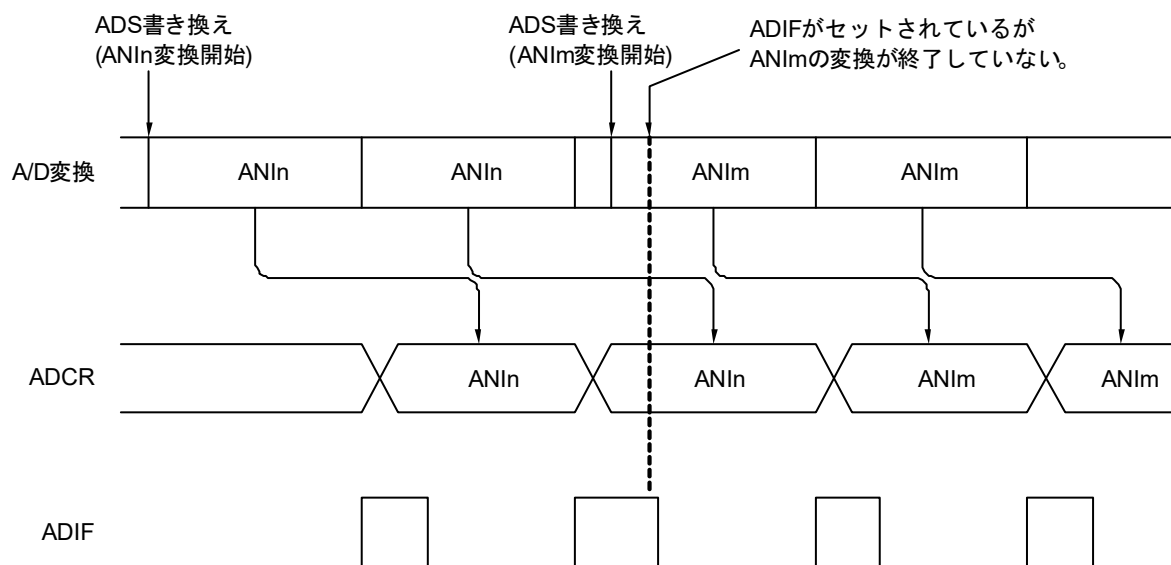 ADS書き換え
(ANIn変換開始)
ADS書き換え
(ANIm変換開始)
ADIFがセットされているが
ANImの変換が終了していない。
A/D変換
ANIn
ANIn
ANIm
ANIm
ADCR
ANIn
ANIn
ANIm
ANIm
ADIF